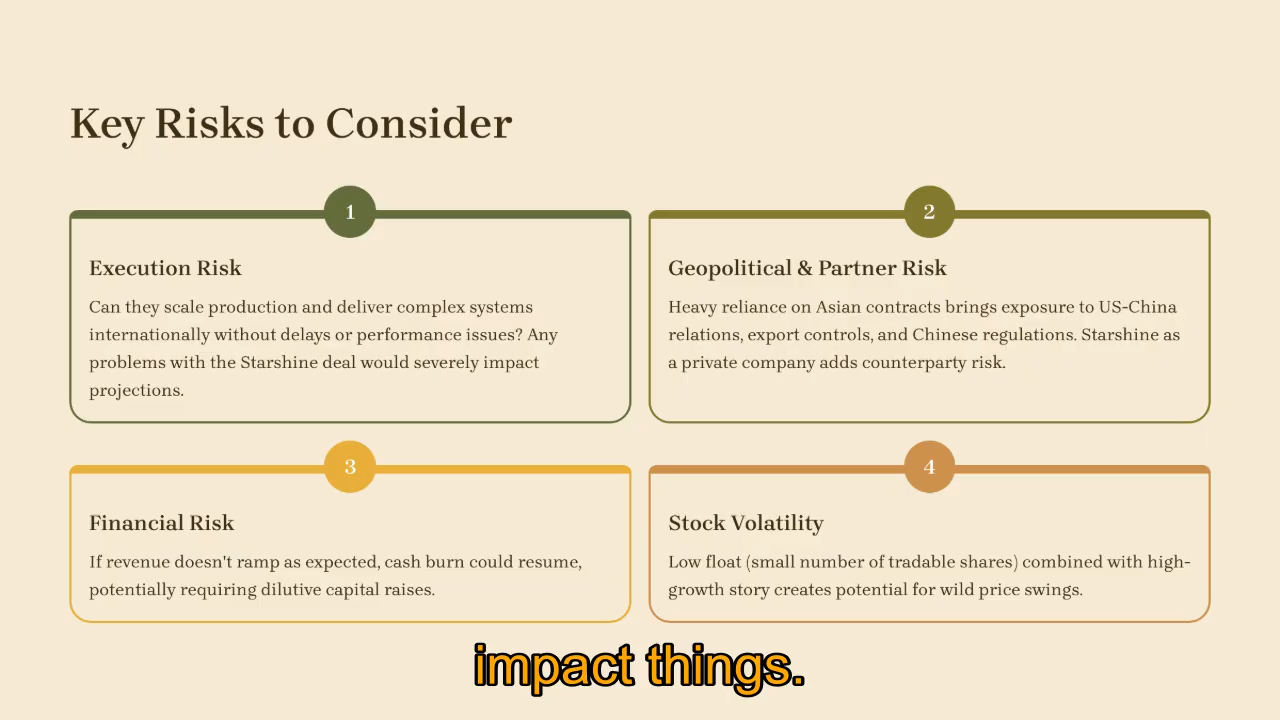 Key Risks to Consider
1
Execution Risk
Can they scale production and deliver complex systems
internationally without delays or performance issues? Any
problems with the Starshine deal would severely impact
projections.
2
Geopolitical & Partner Risk
Heavy reliance on Asian contracts brings exposure to US-China
relations, export controls, and Chinese regulations. Starshine as
a private company adds counterparty risk.
3
Financial Risk
If revenue doesn't ramp as expected, cash burn could resume,
potentially requiring dilutive capital raises.
4
Stock Volatility
Low float (small number of tradable shares) combined with high-
growth story creates potential for wild price swings.
impact things.